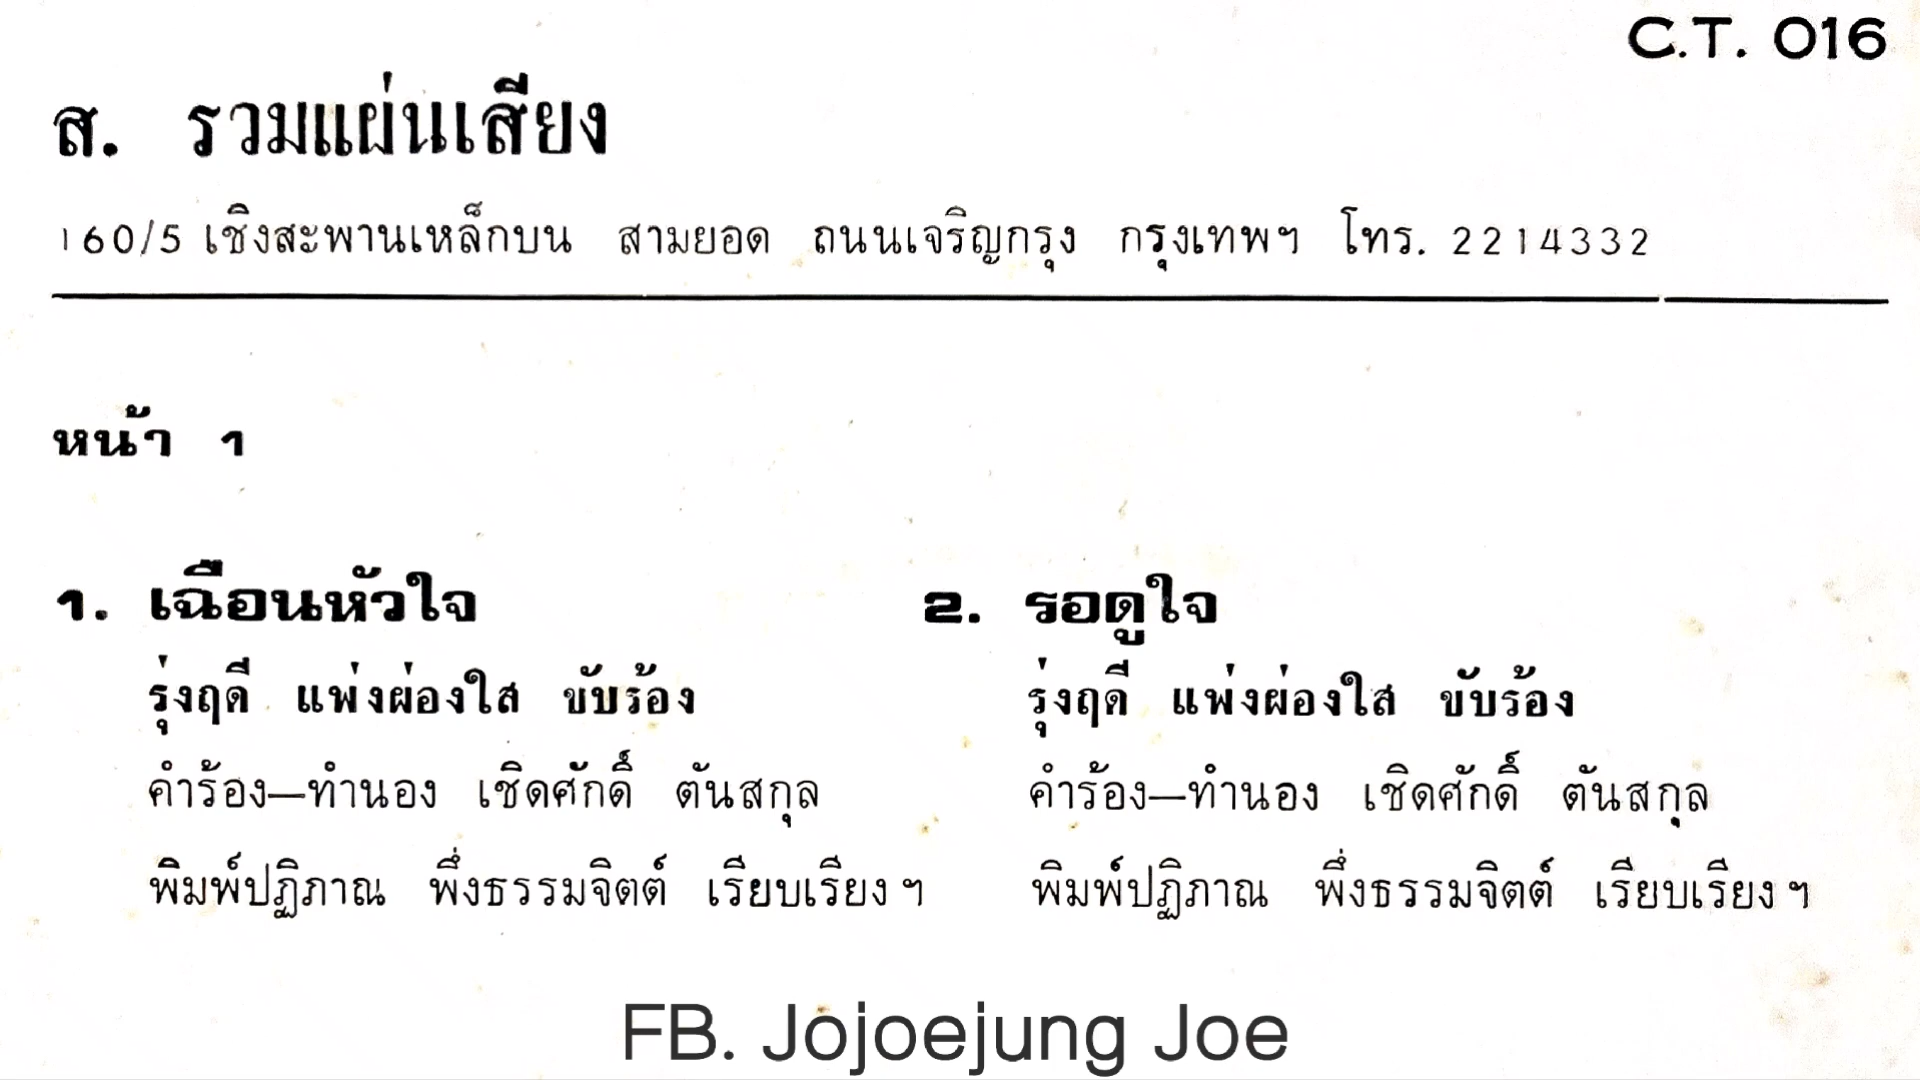 C.T. 016
ส. รวมแผ่นเสียง
160/5 เชิงสะพานเหล็กบน สามยอด ถนนเจริญกรุง กรุงเทพฯ โทร. 2214332
หน้า 1
1. เฉือนหัวใจ
รุ่งฤดี แพ่งผ่องใส ขับร้อง
คำร้อง—ทำนอง เชิดศักดิ์ ตันสกุล
พิมพ์ปฏิภาณ พึ่งธรรมจิตต์ เรียบเรียงฯ
2. รอดูใจ
รุ่งฤดี แพ่งผ่องใส ขับร้อง
คำร้อง—ทำนอง เชิดศักดิ์ ตันสกุล
พิมพ์ปฏิภาณ พึ่งธรรมจิตต์ เรียบเรียงฯ
FB. Jojoejung Joe